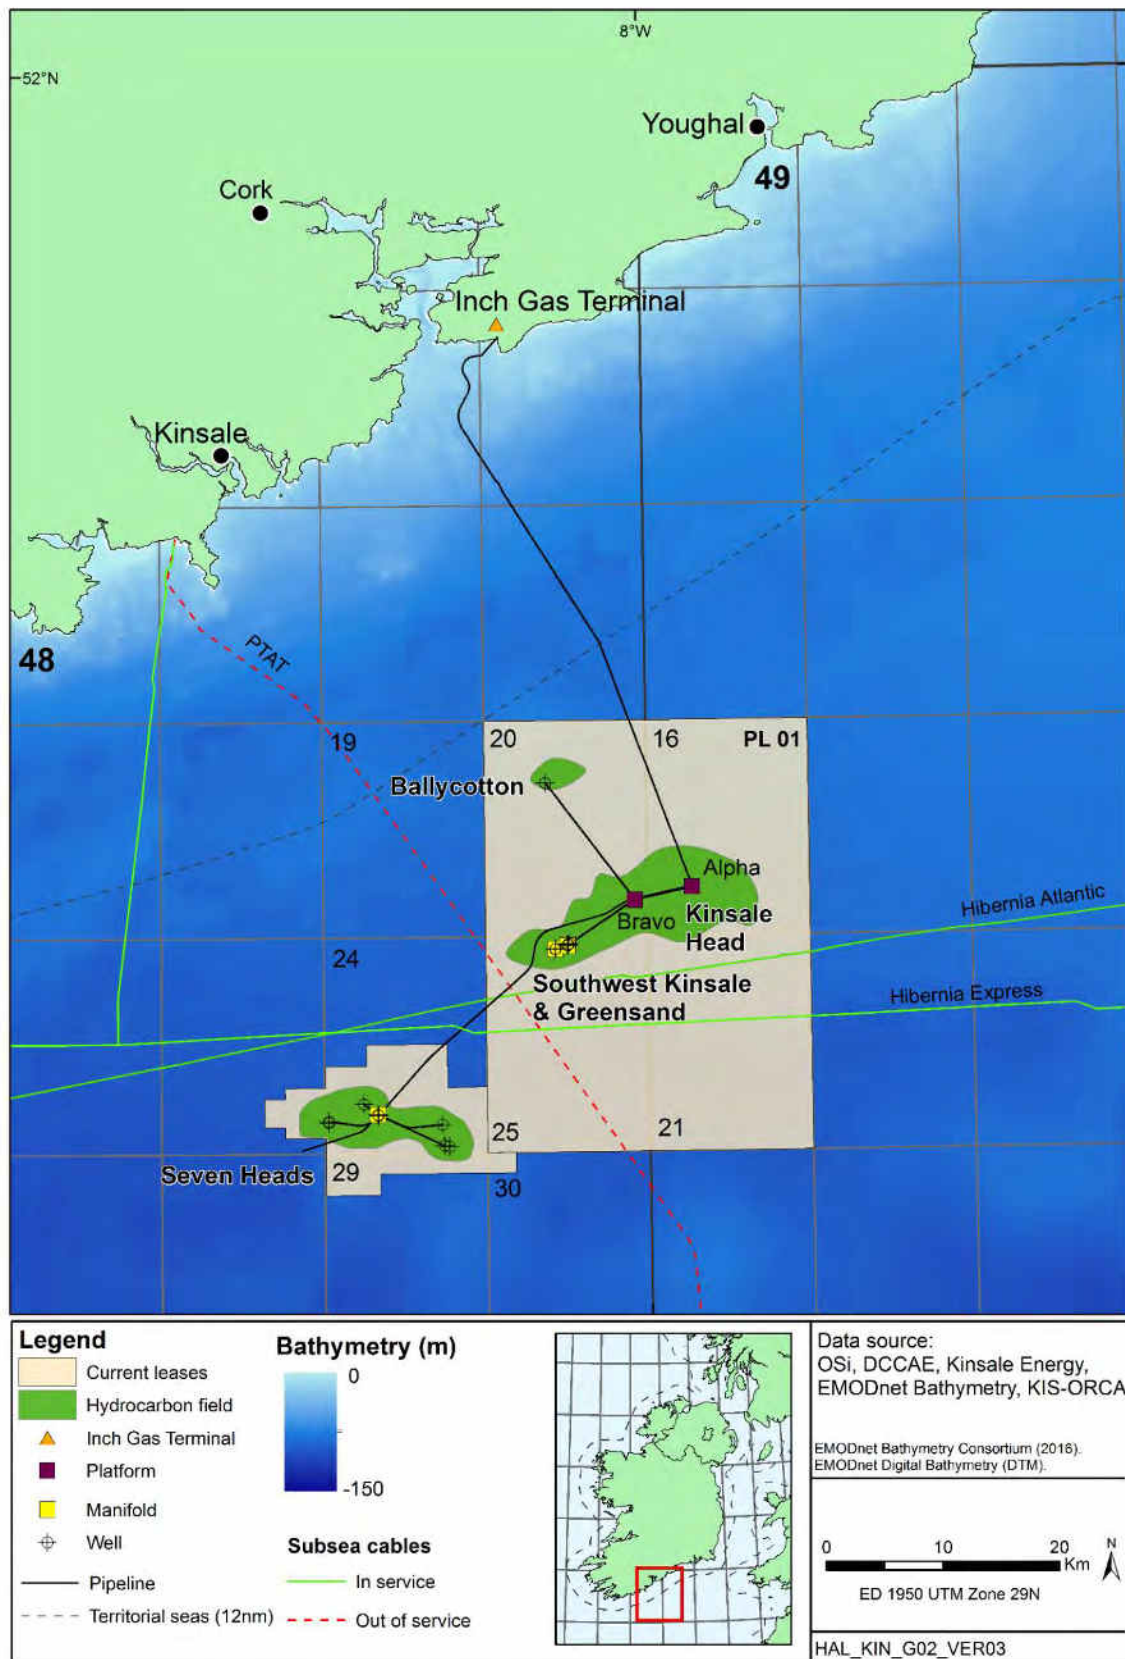 8°W
52°N
Youghal
49
Cork
Inch Gas Terminal
Kinsale
48
PTAT
19
20
16
PL 01
Ballycotton
Alpha
Bravo
Kinsale
Head
Hibernia Atlantic
24
Southwest Kinsale
& Greensand
Hibernia Express
25
21
Seven Heads
29
30
Legend
Current leases
Hydrocarbon field
Inch Gas Terminal
Platform
Manifold
Well
Pipeline
Territorial seas (12nm)
Bathymetry (m)
0
-150
Subsea cables
In service
Out of service
Data source:
OSi, DCCAE, Kinsale Energy,
EMODnet Bathymetry, KIS-ORCA
EMODnet Bathymetry Consortium (2016).
EMODnet Digital Bathymetry (DTM).
0 10 20
Km
N
ED 1950 UTM Zone 29N
HAL_KIN_G02_VER03